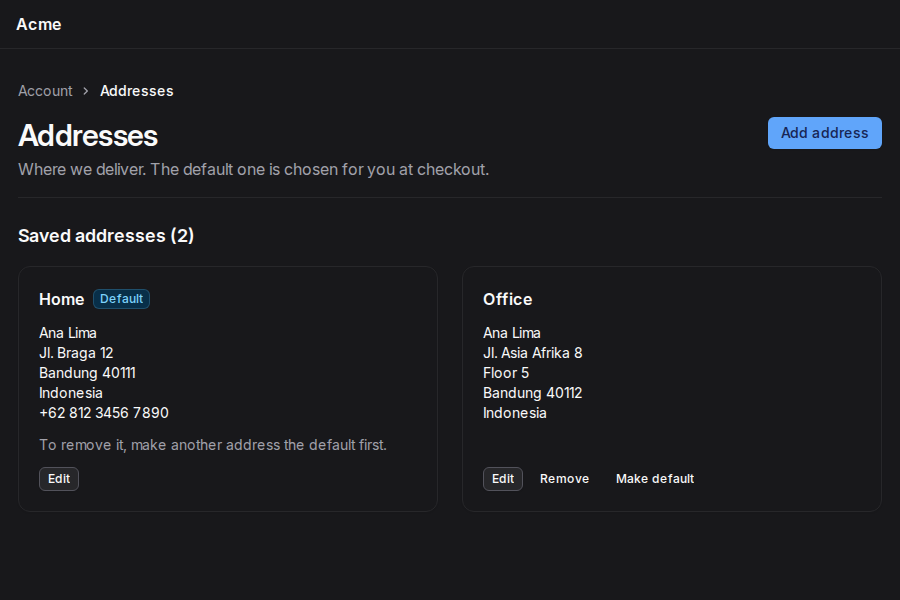 Acme
Account > Addresses
Addresses
Add address
Where we deliver. The default one is chosen for you at checkout.
Saved addresses (2)
Home Default
Ana Lima
Jl. Braga 12
Bandung 40111
Indonesia
+62 812 3456 7890
To remove it, make another address the default first.
Edit
Office
Ana Lima
Jl. Asia Afrika 8
Floor 5
Bandung 40112
Indonesia
Edit Remove Make default